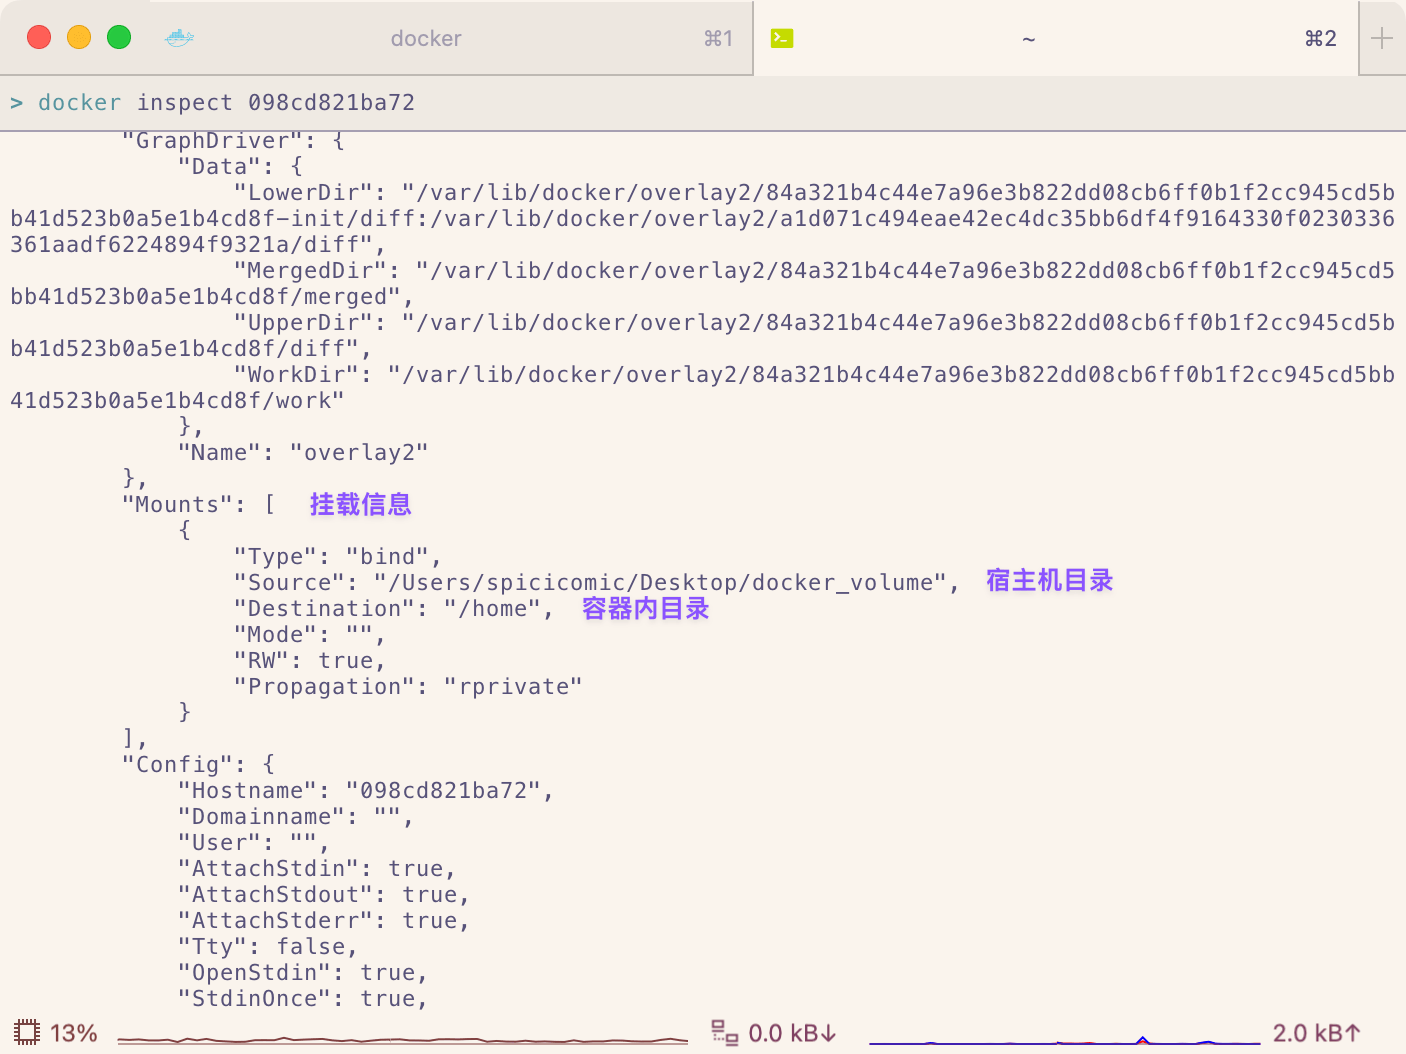 docker ⌘1 ~ ⌘2
> docker inspect 098cd821ba72
"GraphDriver": {
"Data": {
"LowerDir": "/var/lib/docker/overlay2/84a321b4c44e7a96e3b822dd08cb6ff0b1f2cc945cd5b
b41d523b0a5e1b4cd8f-init/diff:/var/lib/docker/overlay2/a1d071c494eae42ec4dc35bb6df4f9164330f0230336
361aadf6224894f9321a/diff",
"MergedDir": "/var/lib/docker/overlay2/84a321b4c44e7a96e3b822dd08cb6ff0b1f2cc945cd5
bb41d523b0a5e1b4cd8f/merged",
"UpperDir": "/var/lib/docker/overlay2/84a321b4c44e7a96e3b822dd08cb6ff0b1f2cc945cd5b
b41d523b0a5e1b4cd8f/diff",
"WorkDir": "/var/lib/docker/overlay2/84a321b4c44e7a96e3b822dd08cb6ff0b1f2cc945cd5bb
41d523b0a5e1b4cd8f/work"
},
"Name": "overlay2"
},
"Mounts": [ 挂载信息
{
"Type": "bind",
"Source": "/Users/spicicomic/Desktop/docker_volume", 宿主机目录
"Destination": "/home", 容器内目录
"Mode": "",
"RW": true,
"Propagation": "rprivate"
}
],
"Config": {
"Hostname": "098cd821ba72",
"Domainname": "",
"User": "",
"AttachStdin": true,
"AttachStdout": true,
"AttachStderr": true,
"Tty": false,
"OpenStdin": true,
"StdinOnce": true,
13% 0.0 kB↓ 2.0 kB↑